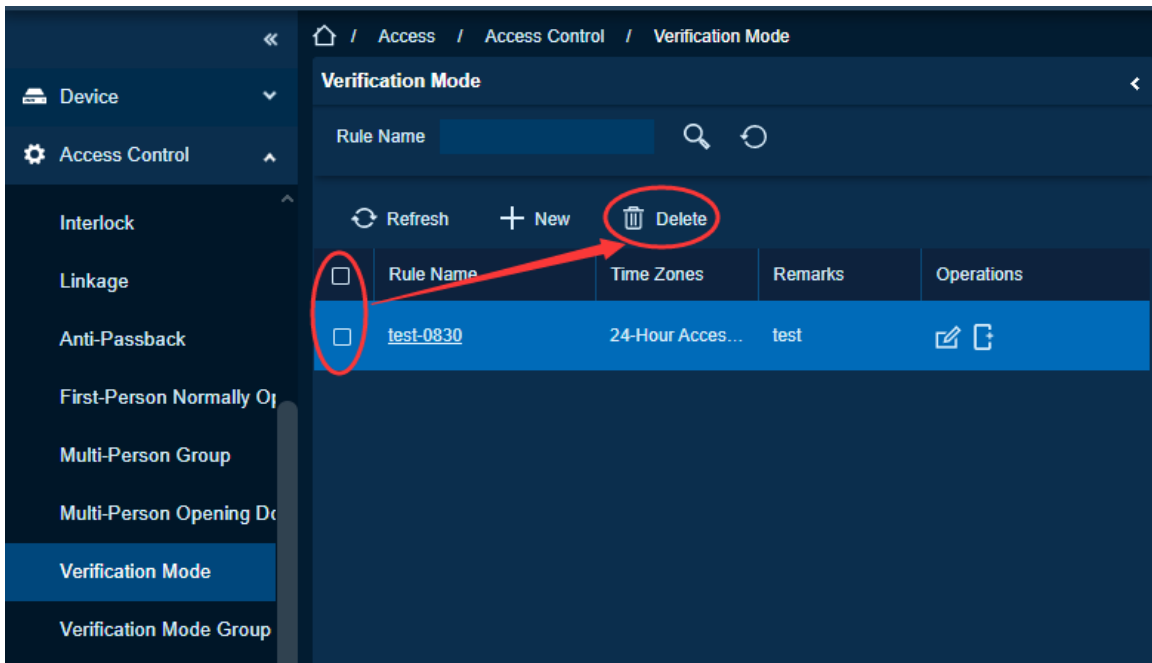 / Access / Access Control / Verification Mode
Device
Access Control
Interlock
Linkage
Anti-Passback
First-Person Normally Op
Multi-Person Group
Multi-Person Opening Do
Verification Mode
Verification Mode Group
Verification Mode
Rule Name
Refresh New Delete
Rule Name Time Zones Remarks Operations
test-0830 24-Hour Acces... test